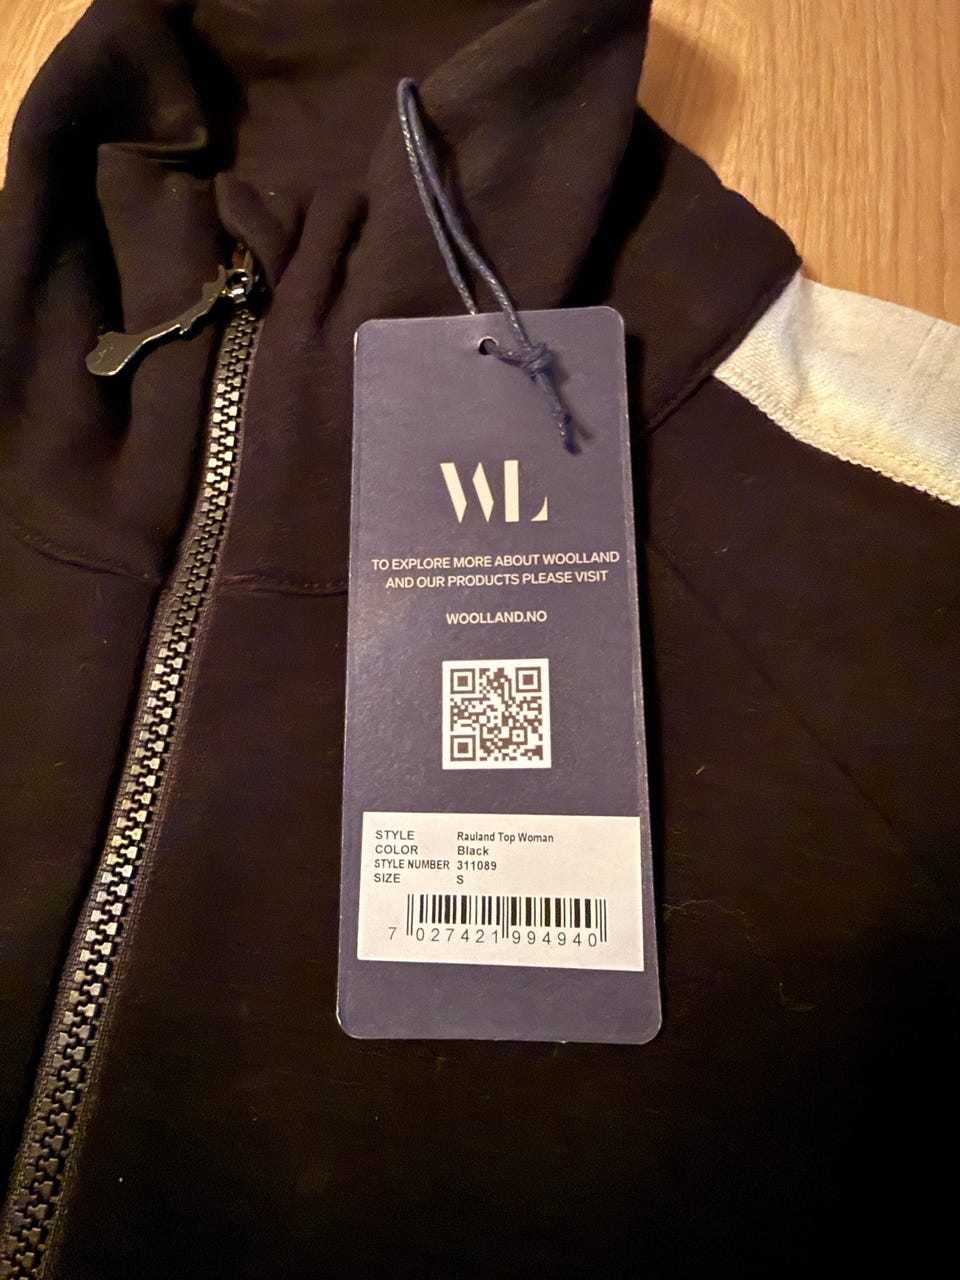 WL
TO EXPLORE MORE ABOUT WOOLLAND
AND OUR PRODUCTS PLEASE VISIT
WOOLLAND.NO
STYLE Rauland Top Woman
COLOR Black
STYLE NUMBER 311089
SIZE S
7 027421 994940